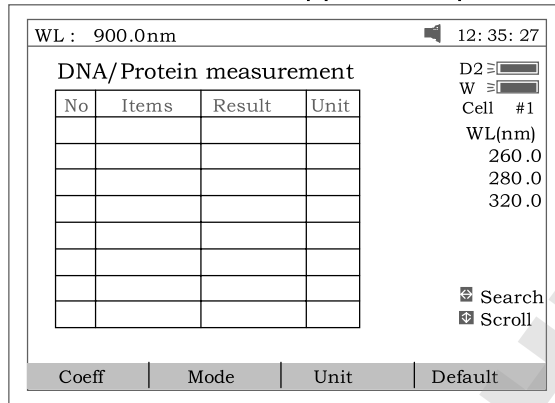 WL : 900.0nm 12: 35: 27
DNA/Protein measurement
D2
W
Cell #1
No Items Result Unit
WL(nm)
260.0
280.0
320.0
Search
Scroll
Coeff Mode Unit Default